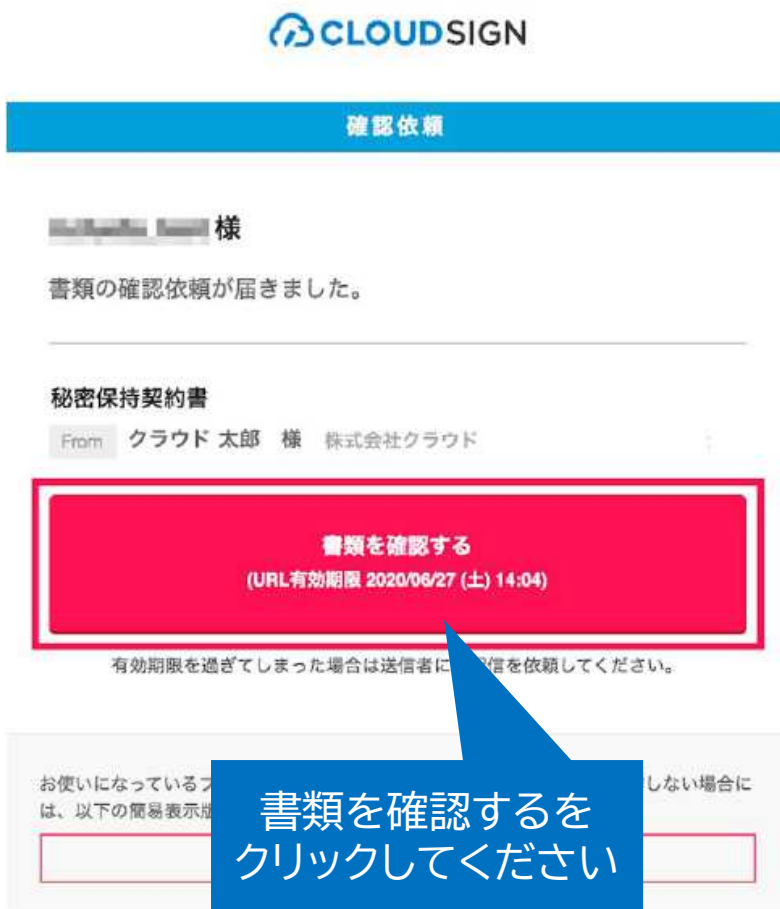 CLOUDSIGN
確認依頼
様
書類の確認依頼が届きました。
秘密保持契約書
From クラウド 太郎 様 株式会社クラウド
書類を確認する
(URL有効期限 2020/06/27 (土) 14:04)
有効期限を過ぎてしまった場合は送信者に 信を依頼してください。
お使いになっているブ しない場合に
は、以下の簡易表示版
書類を確認するを
クリックしてください